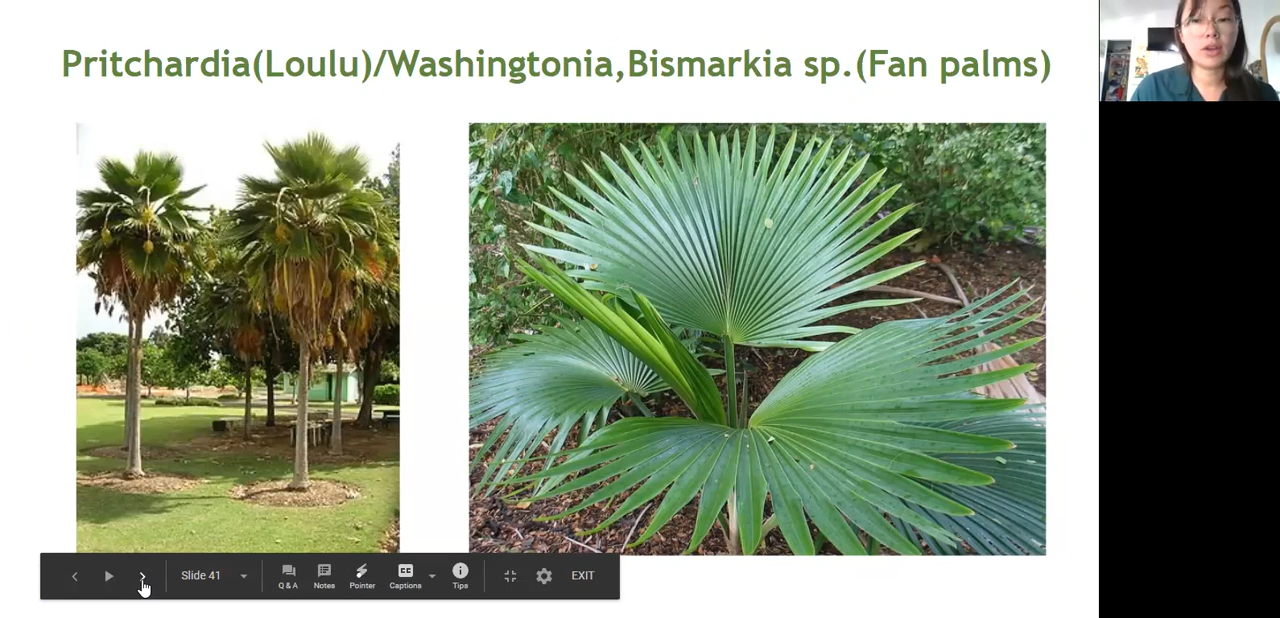 Pritchardia(Loulu)/Washingtonia,Bismarkia sp.(Fan palms)
Slide 41
Q & A
Notes
Pointer
Captions
Tips
EXIT